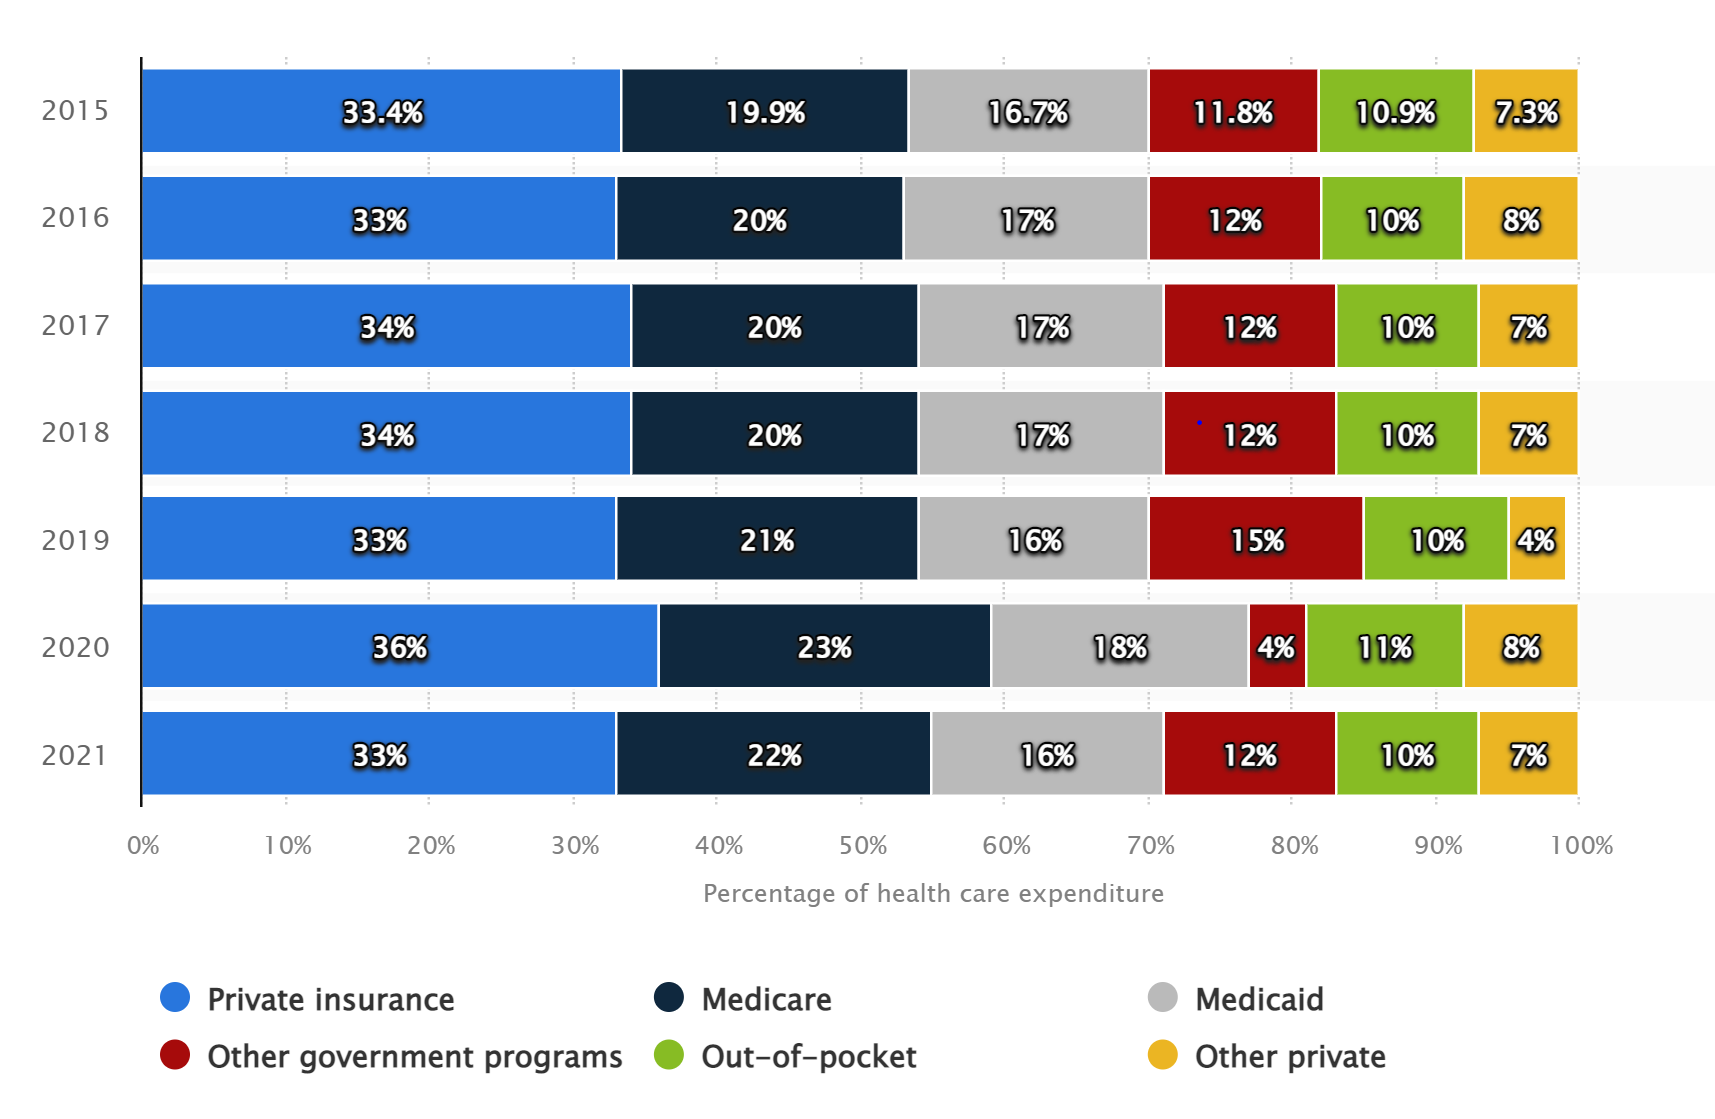 2015 33.4% 19.9% 16.7% 11.8% 10.9% 7.3%
2016 33% 20% 17% 12% 10% 8%
2017 34% 20% 17% 12% 10% 7%
2018 34% 20% 17% 12% 10% 7%
2019 33% 21% 16% 15% 10% 4%
2020 36% 23% 18% 4% 11% 8%
2021 33% 22% 16% 12% 10% 7%
0% 10% 20% 30% 40% 50% 60% 70% 80% 90% 100%
Percentage of health care expenditure
Private insurance Medicare Medicaid
Other government programs Out-of-pocket Other private